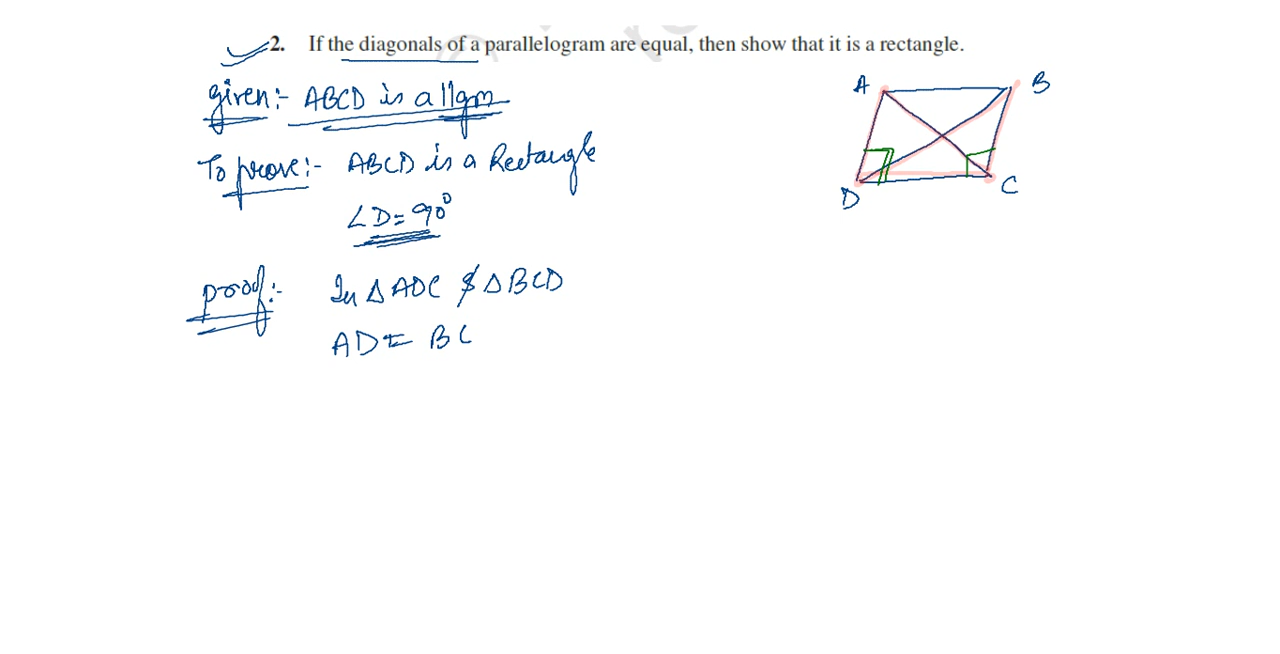 2. If the diagonals of a parallelogram are equal, then show that it is a rectangle.
given:- ABCD is a ||gm
To prove:- ABCD is a Rectangle
∠D=90°
proof:- In △ ADC & △ BCD
AD = BC
A
B
D
C